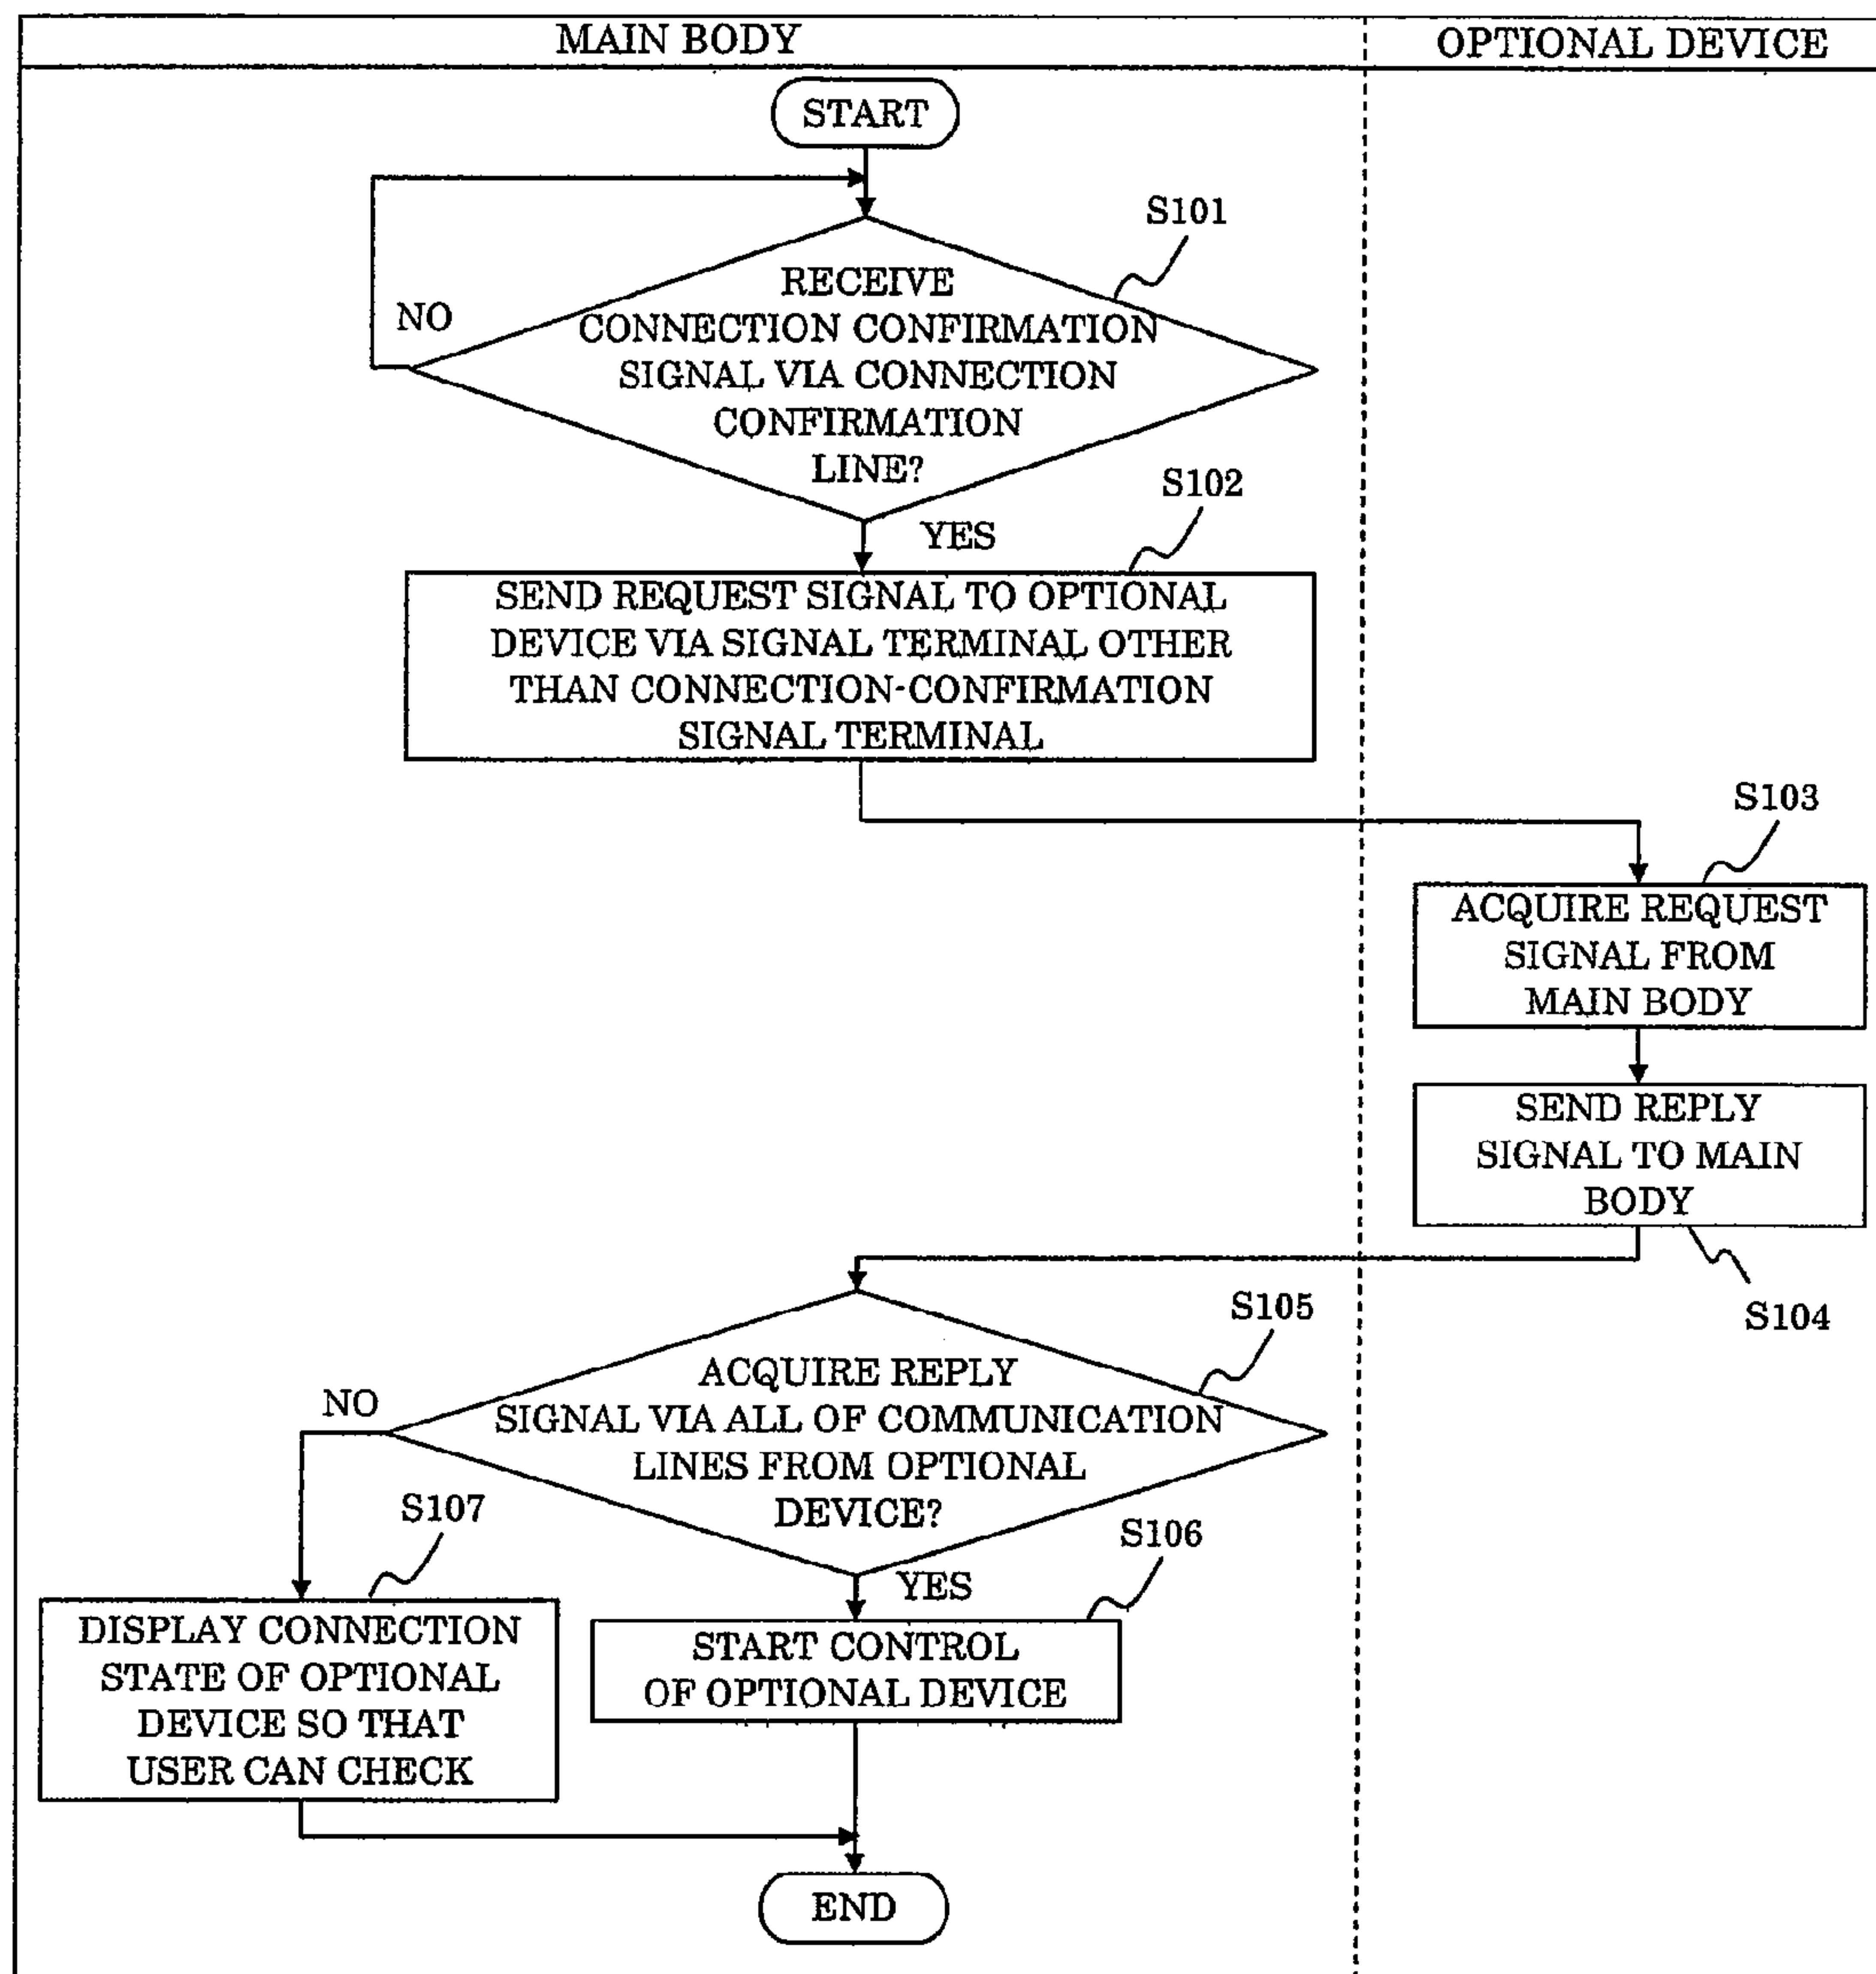 MAIN BODY
OPTIONAL DEVICE
START
S101
RECEIVE
CONNECTION CONFIRMATION
SIGNAL VIA CONNECTION
CONFIRMATION
LINE?
NO
S102
YES
SEND REQUEST SIGNAL TO OPTIONAL
DEVICE VIA SIGNAL TERMINAL OTHER
THAN CONNECTION-CONFIRMATION
SIGNAL TERMINAL
S103
ACQUIRE REQUEST
SIGNAL FROM
MAIN BODY
SEND REPLY
SIGNAL TO MAIN
BODY
S104
S105
ACQUIRE REPLY
SIGNAL VIA ALL OF COMMUNICATION
LINES FROM OPTIONAL
DEVICE?
NO
S107
S106
YES
DISPLAY CONNECTION
STATE OF OPTIONAL
DEVICE SO THAT
USER CAN CHECK
START CONTROL
OF OPTIONAL DEVICE
END